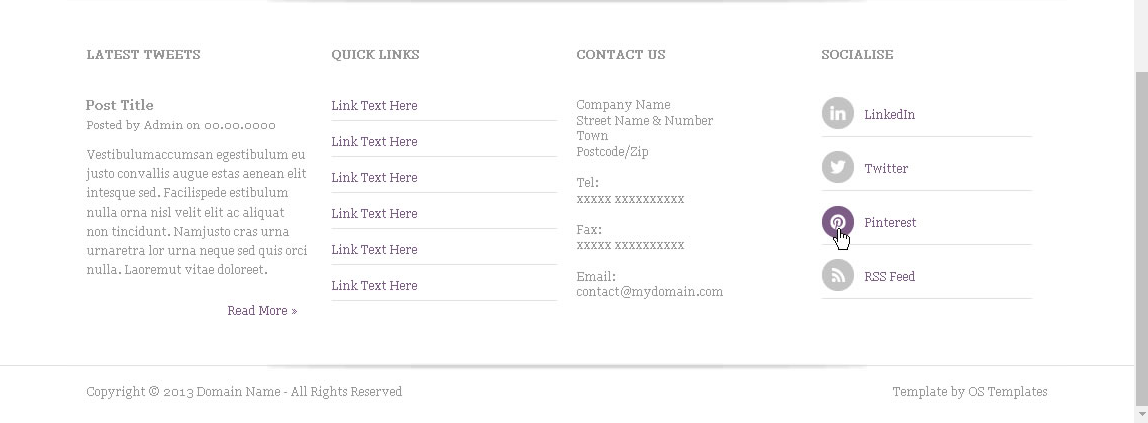 LATEST TWEETS
Post Title
Posted by Admin on 00.00.0000
Vestibulumaccumsan egestibulum eu
justo convallis augue estas aenean elit
intesque sed. Facilispede estibulum
nulla orna nisl velit elit ac aliquat
non tincidunt. Namjusto cras urna
urnaretra lor urna neque sed quis orci
nulla. Laoremut vitae doloreet.
Read More »
QUICK LINKS
Link Text Here
Link Text Here
Link Text Here
Link Text Here
Link Text Here
Link Text Here
CONTACT US
Company Name
Street Name & Number
Town
Postcode/Zip
Tel:
xxxxx xxxxxxxxxx
Fax:
xxxxx xxxxxxxxxx
Email:
contact@mydomain.com
SOCIALISE
LinkedIn
Twitter
Pinterest
RSS Feed
Copyright © 2013 Domain Name - All Rights Reserved
Template by OS Templates